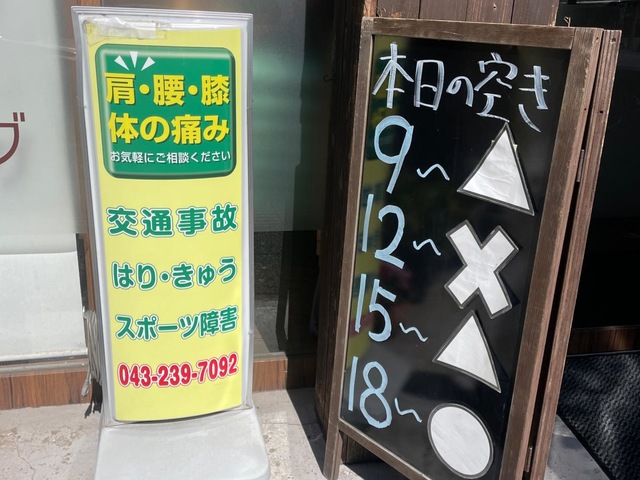 肩・腰・膝
体の痛み
お気軽にご相談ください
交通事故
はり・きゅう
スポーツ障害
043-239-7092
本日の空き
9～
12～
15～
18～
グ